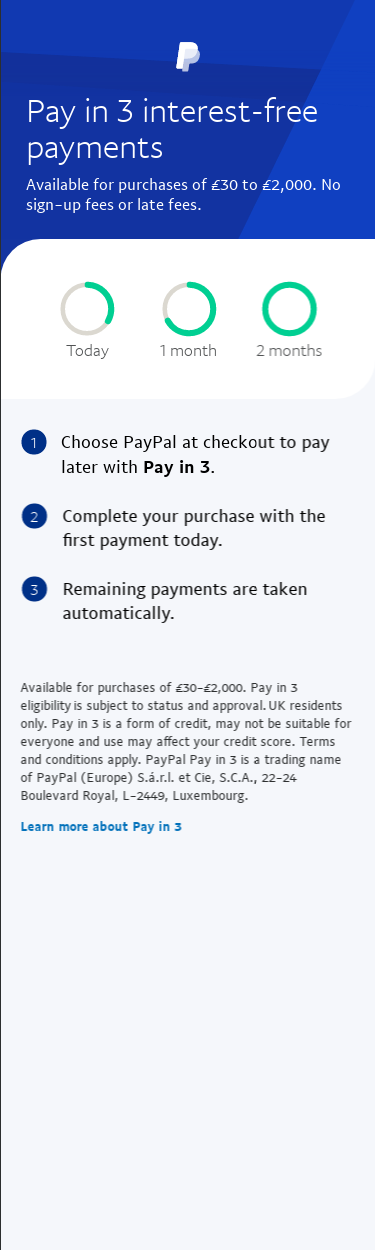 Pay in 3 interest-free
payments
Available for purchases of £30 to £2,000. No
sign-up fees or late fees.
Today
1 month
2 months
1 Choose PayPal at checkout to pay
later with Pay in 3.
2 Complete your purchase with the
first payment today.
3 Remaining payments are taken
automatically.
Available for purchases of £30-£2,000. Pay in 3
eligibility is subject to status and approval. UK residents
only. Pay in 3 is a form of credit, may not be suitable for
everyone and use may affect your credit score. Terms
and conditions apply. PayPal Pay in 3 is a trading name
of PayPal (Europe) S.á.r.l. et Cie, S.C.A., 22-24
Boulevard Royal, L-2449, Luxembourg.
Learn more about Pay in 3